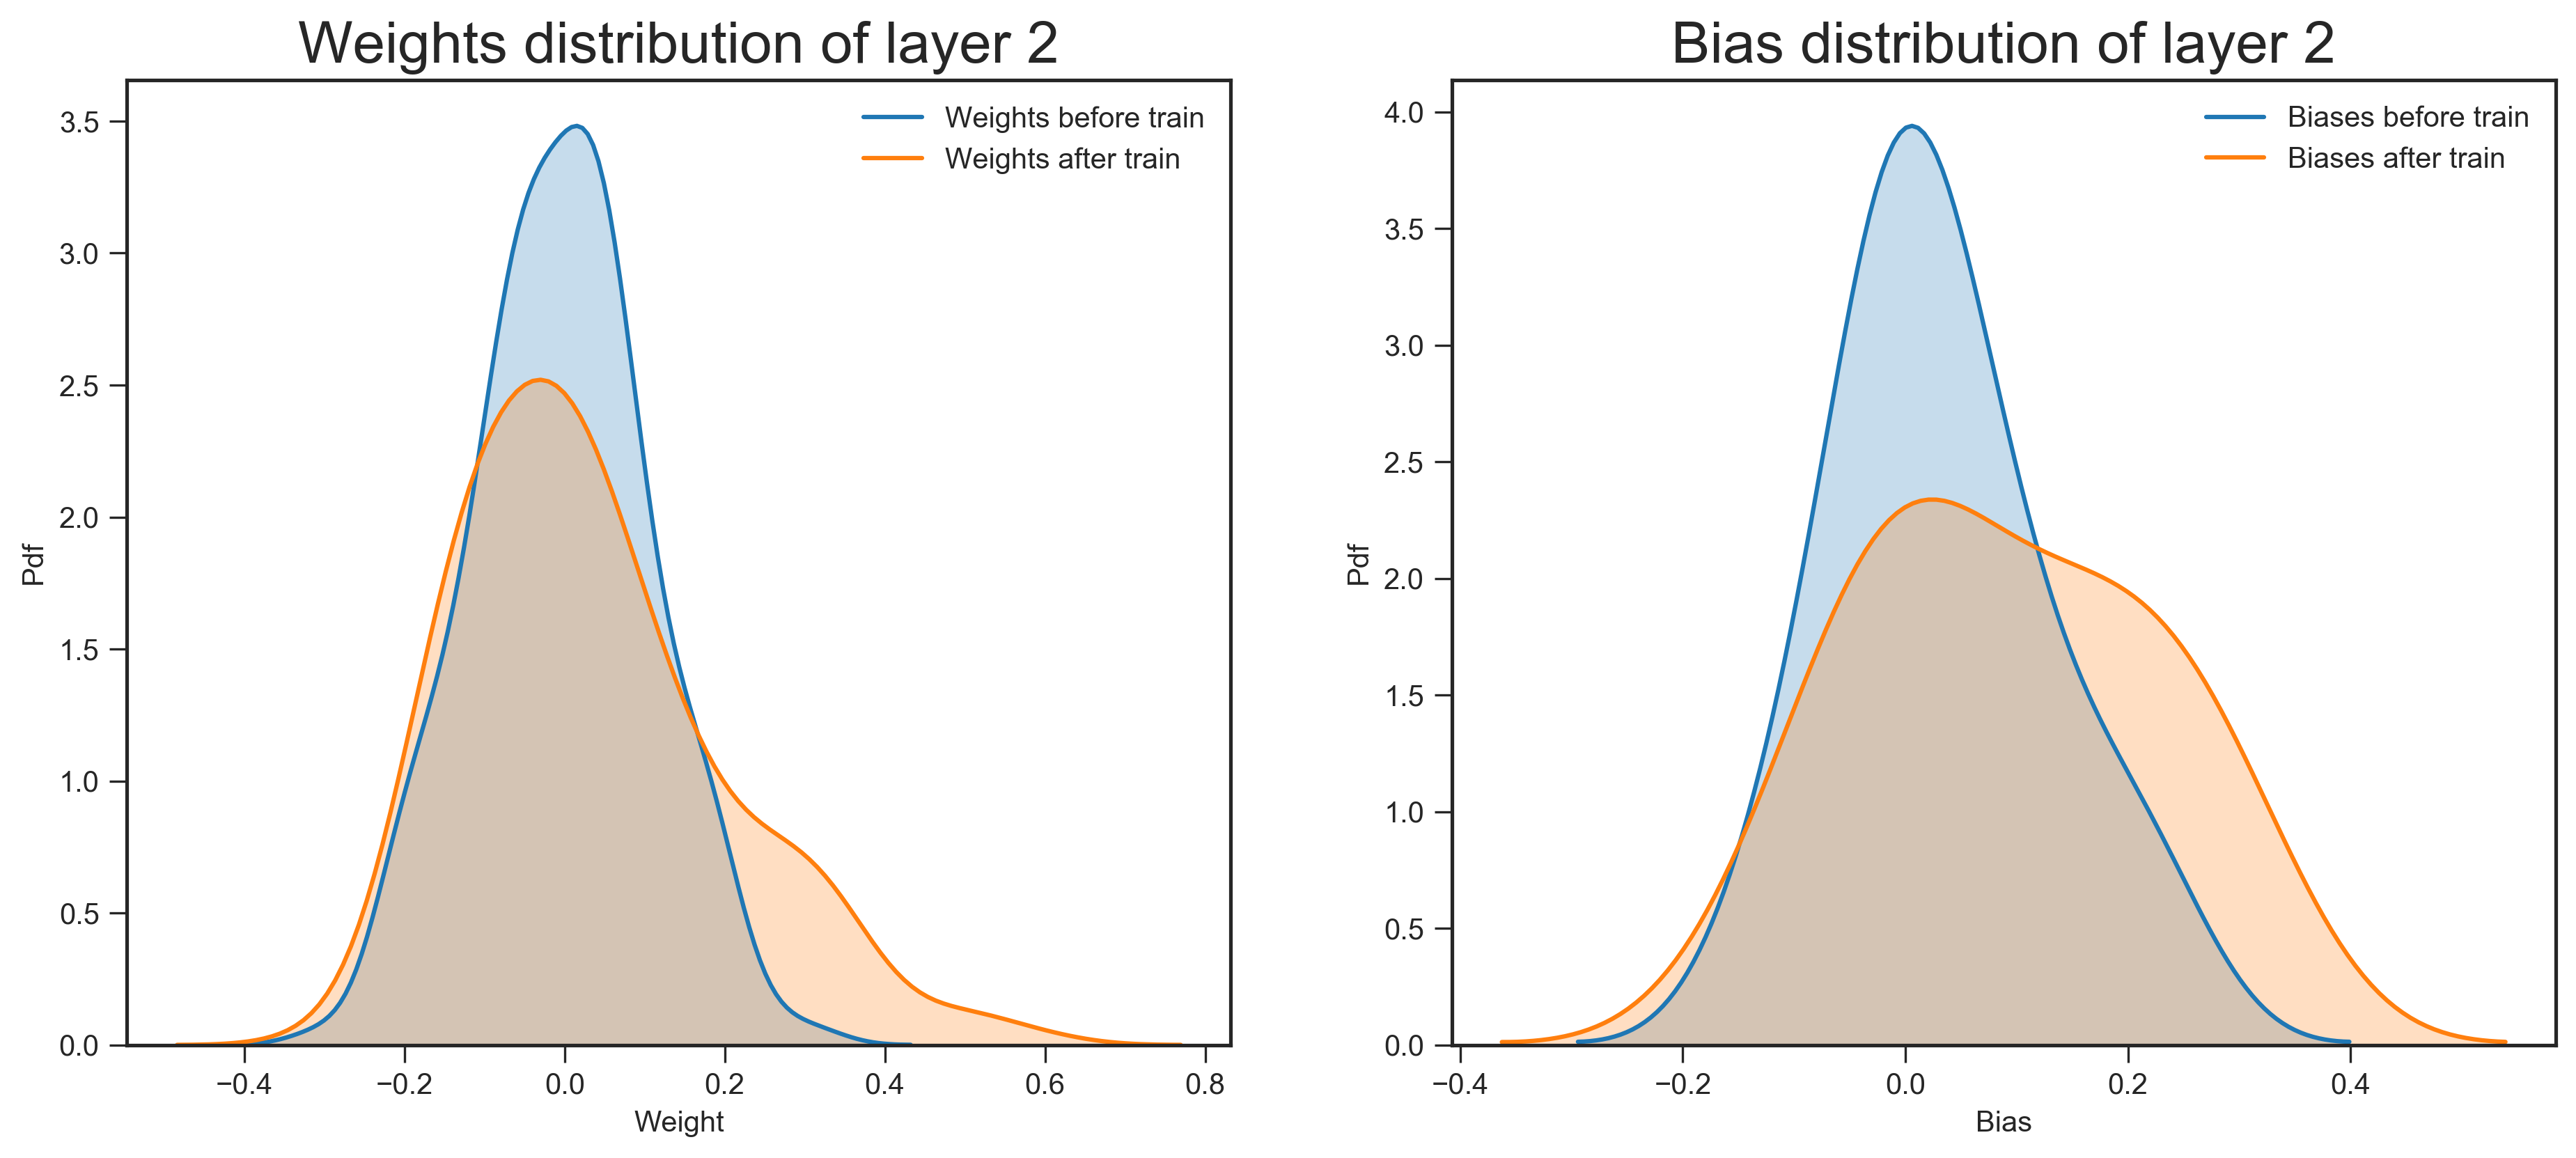 Weights distribution of layer 2
Weights before train
Weights after train
3.5
3.0
2.5
2.0
1.5
1.0
0.5
0.0
Pdf
−0.4
−0.2
0.0
0.2
0.4
0.6
0.8
Weight
Bias distribution of layer 2
Biases before train
Biases after train
4.0
3.5
3.0
2.5
2.0
1.5
1.0
0.5
0.0
Pdf
−0.4
−0.2
0.0
0.2
0.4
Bias